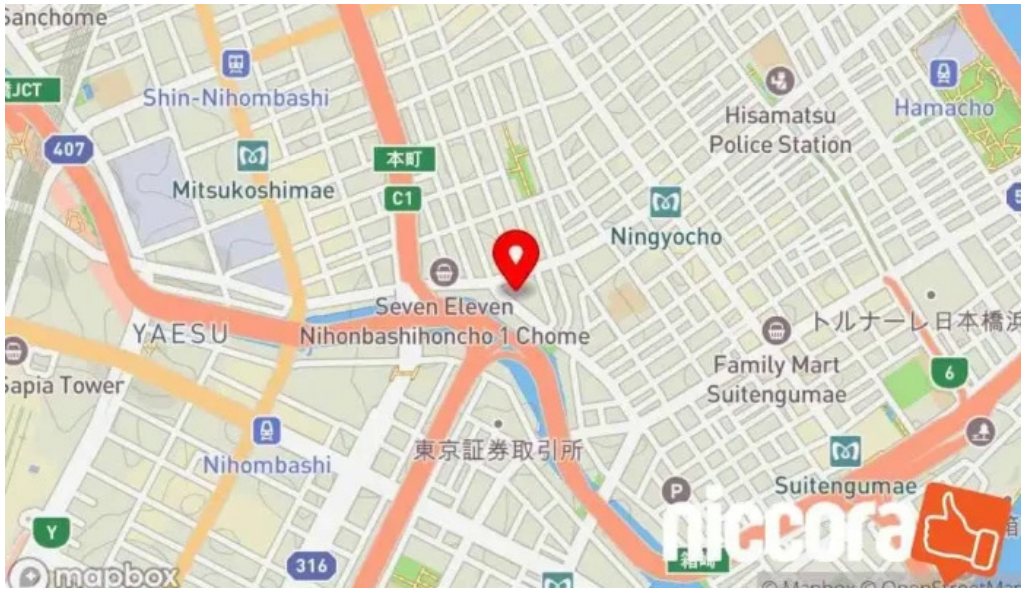 Sanchome
JCT
Shin-Nihombashi
Hamacho
Hisamatsu
Police Station
407
本町
Mitsukoshimae
C1
Ningyocho
Seven Eleven
Nihonbashihoncho 1 Chome
YAESU
トルナーレ日本橋浜
Family Mart
Suitengumae
6
Sapia Tower
東京証券取引所
Nihombashi
Suitengumae
P
niccora
Y
316
箱崎
mapbox
© Mapbox © OpenStreetMap